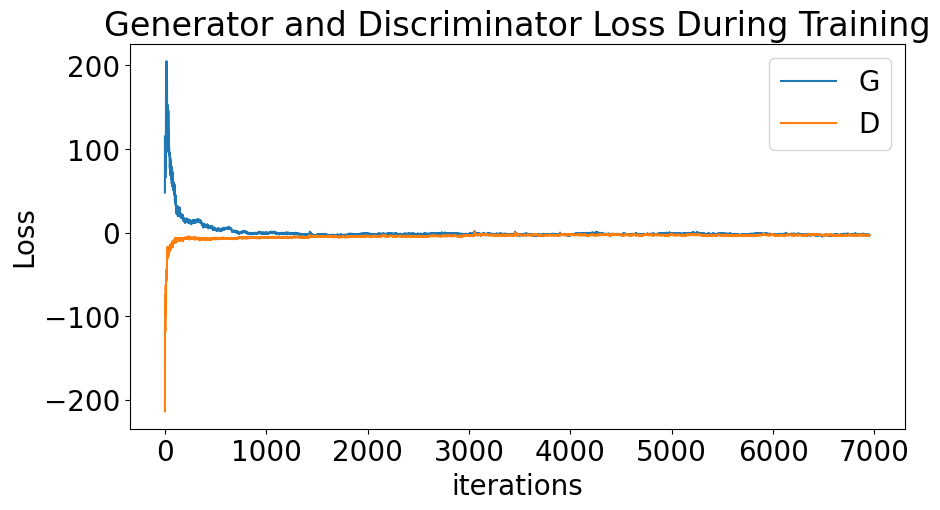 Generator and Discriminator Loss During Training
G
D
200
100
0
−100
−200
Loss
0 1000 2000 3000 4000 5000 6000 7000
iterations